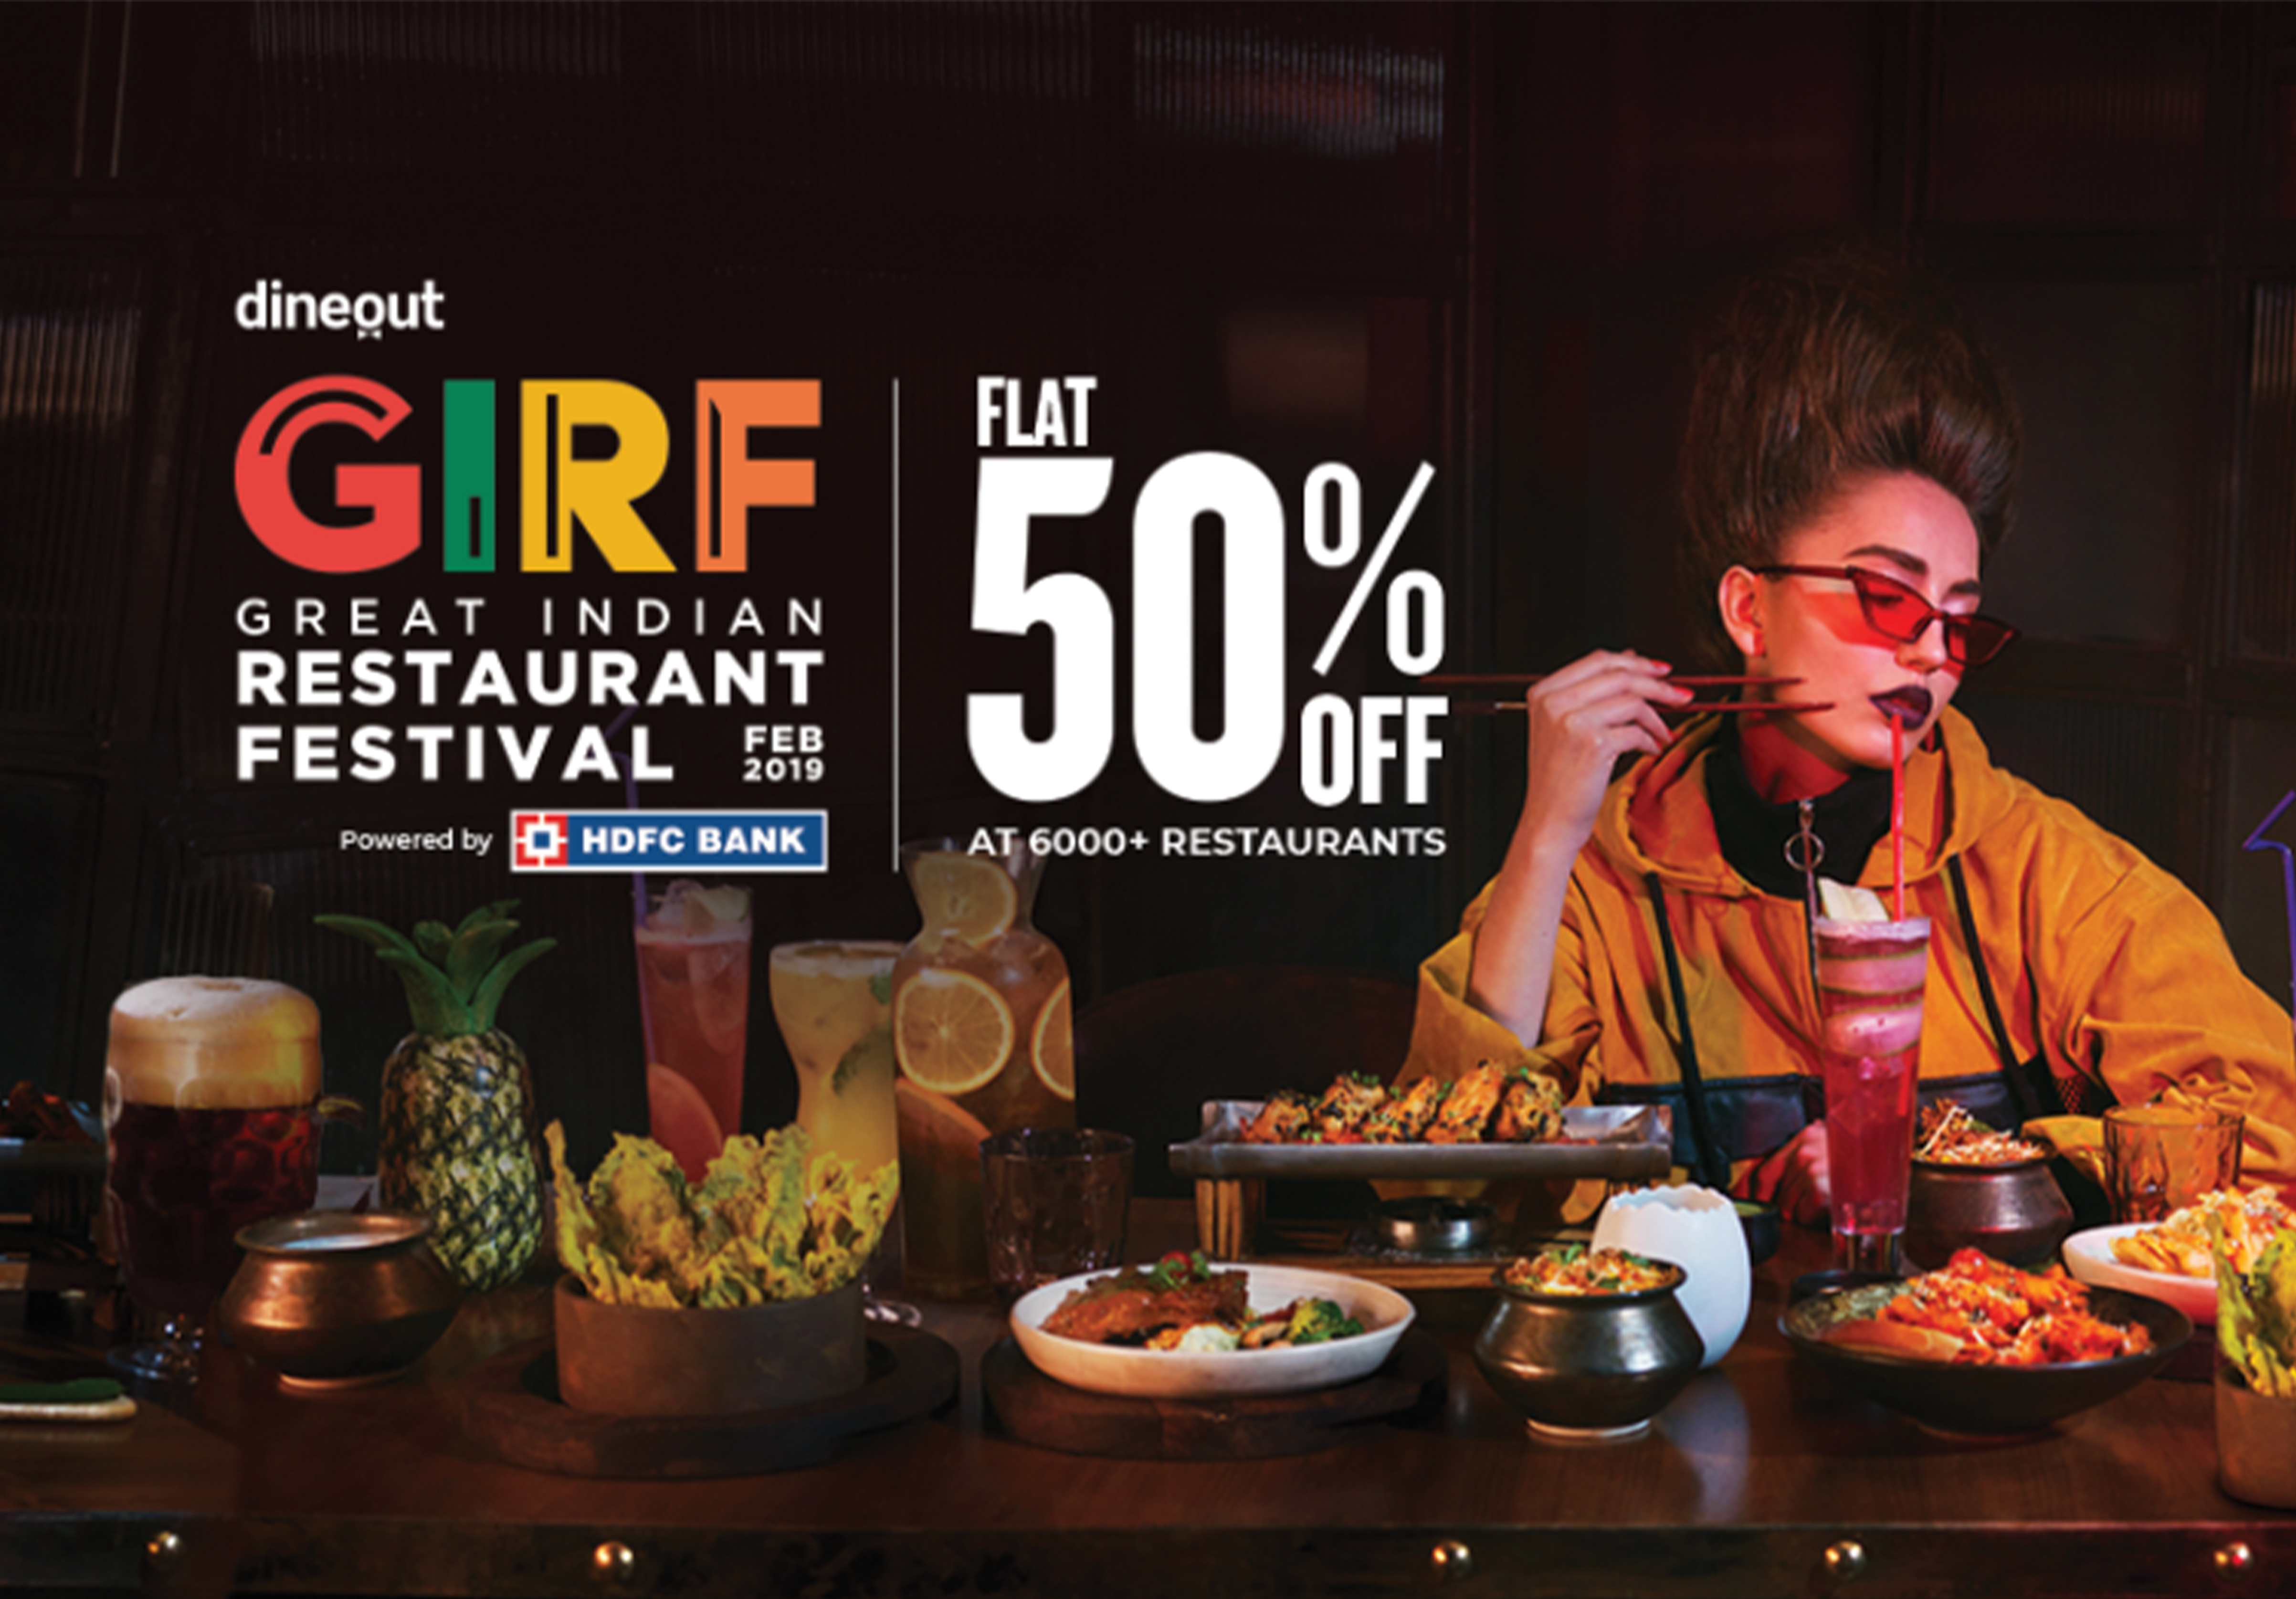 dineout
GIRF
GREAT INDIAN
RESTAURANT
FESTIVAL FEB
2019
Powered by HDFC BANK
FLAT
50% OFF
AT 6000+ RESTAURANTS